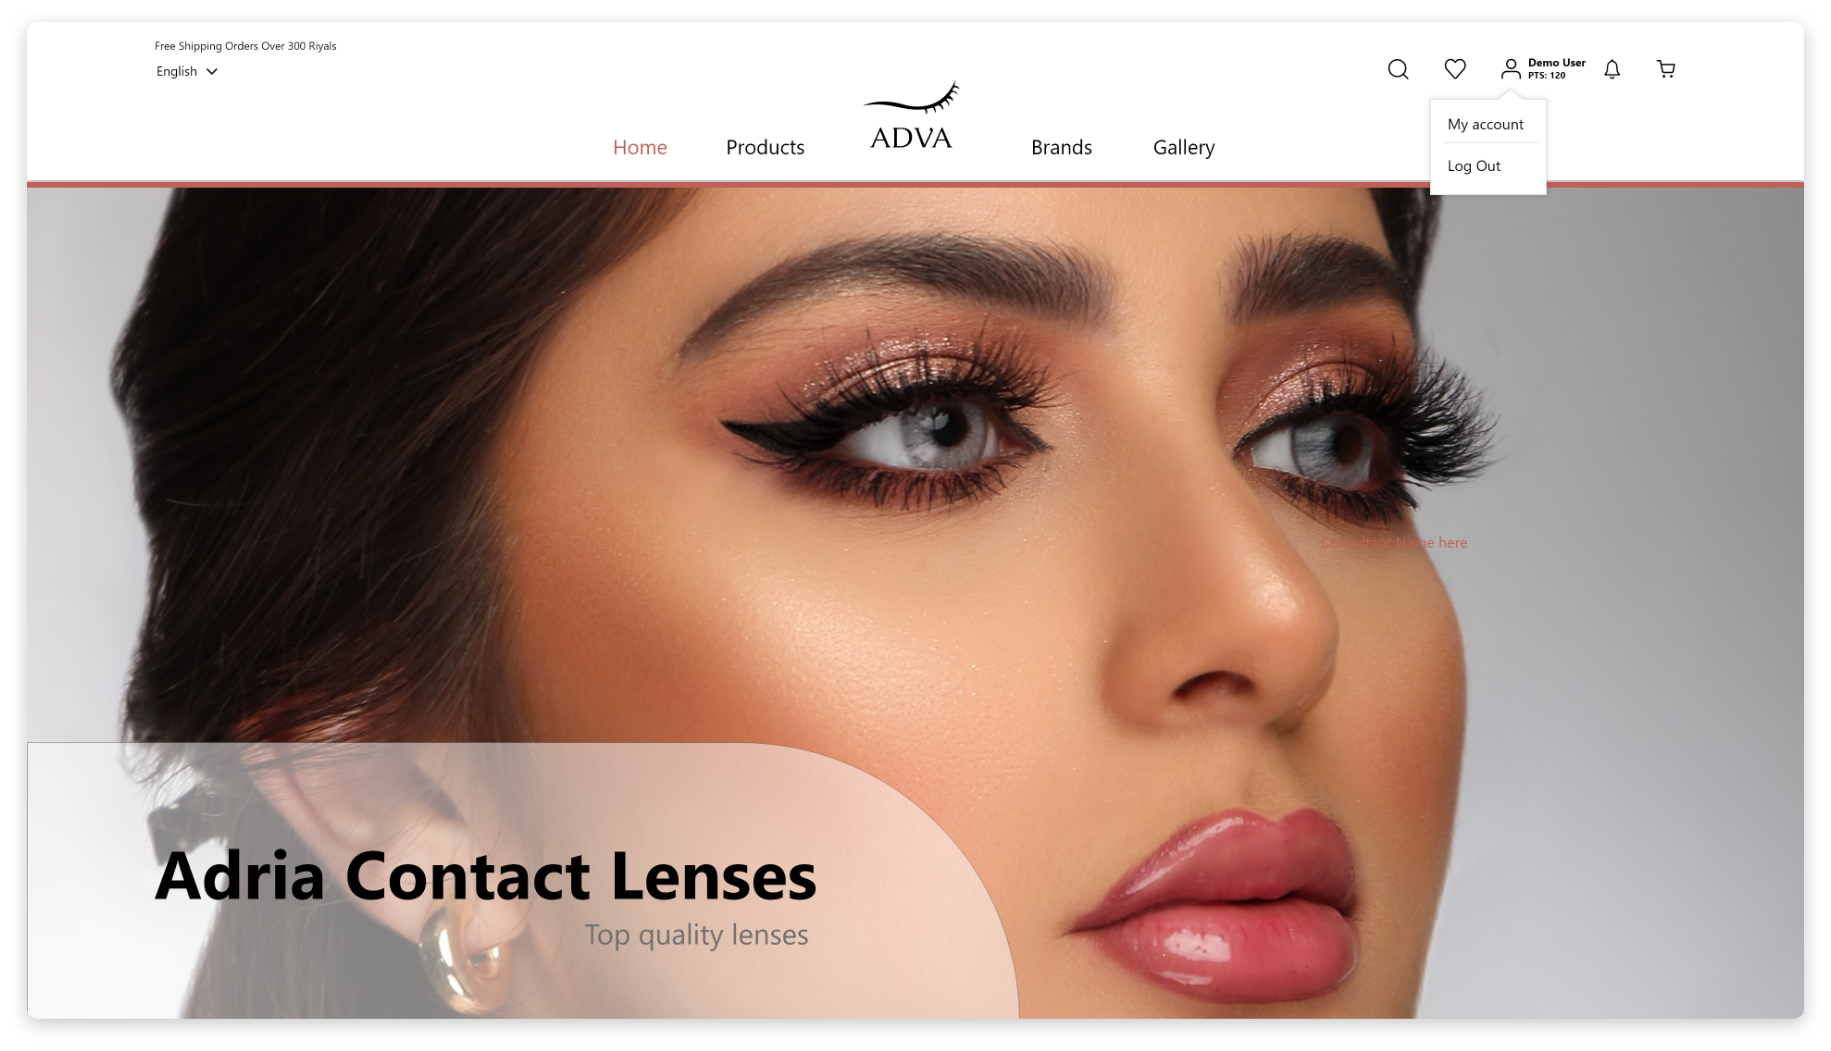 Free Shipping Orders Over 300 Riyals
English
Demo User
PTS: 120
My account
Log Out
Home
Products
ADVA
Brands
Gallery
Consultant Name here
Adria Contact Lenses
Top quality lenses